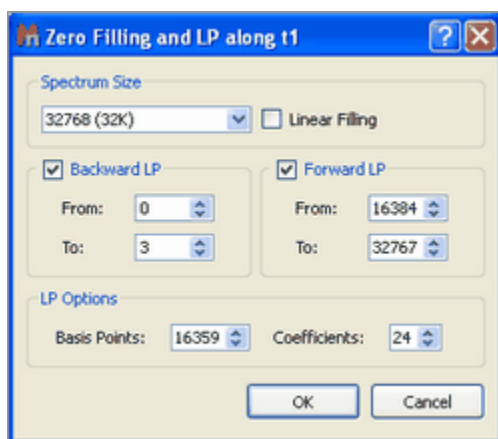 Zero Filling and LP along t1
Spectrum Size
32768 (32K) Linear Filling
Backward LP Forward LP
From: 0 From: 16384
To: 3 To: 32767
LP Options
Basis Points: 16359 Coefficients: 24
OK Cancel